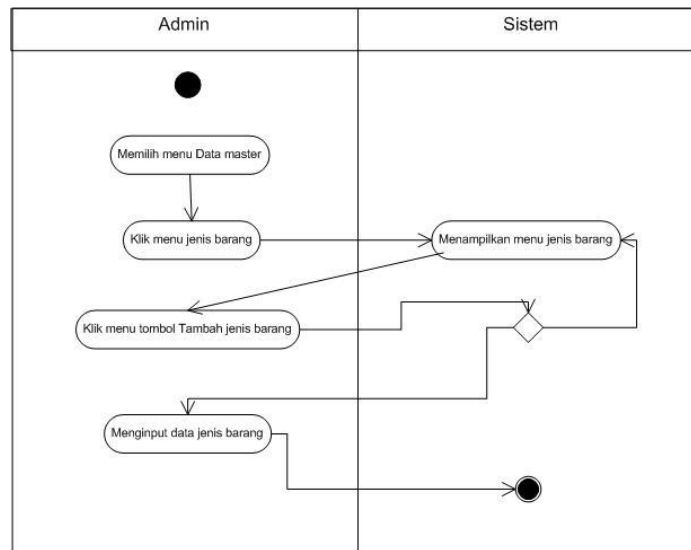 Admin
Sistem
Memilih menu Data master
Klik menu jenis barang
Menampilkan menu jenis barang
Klik menu tombol Tambah jenis barang
Menginput data jenis barang